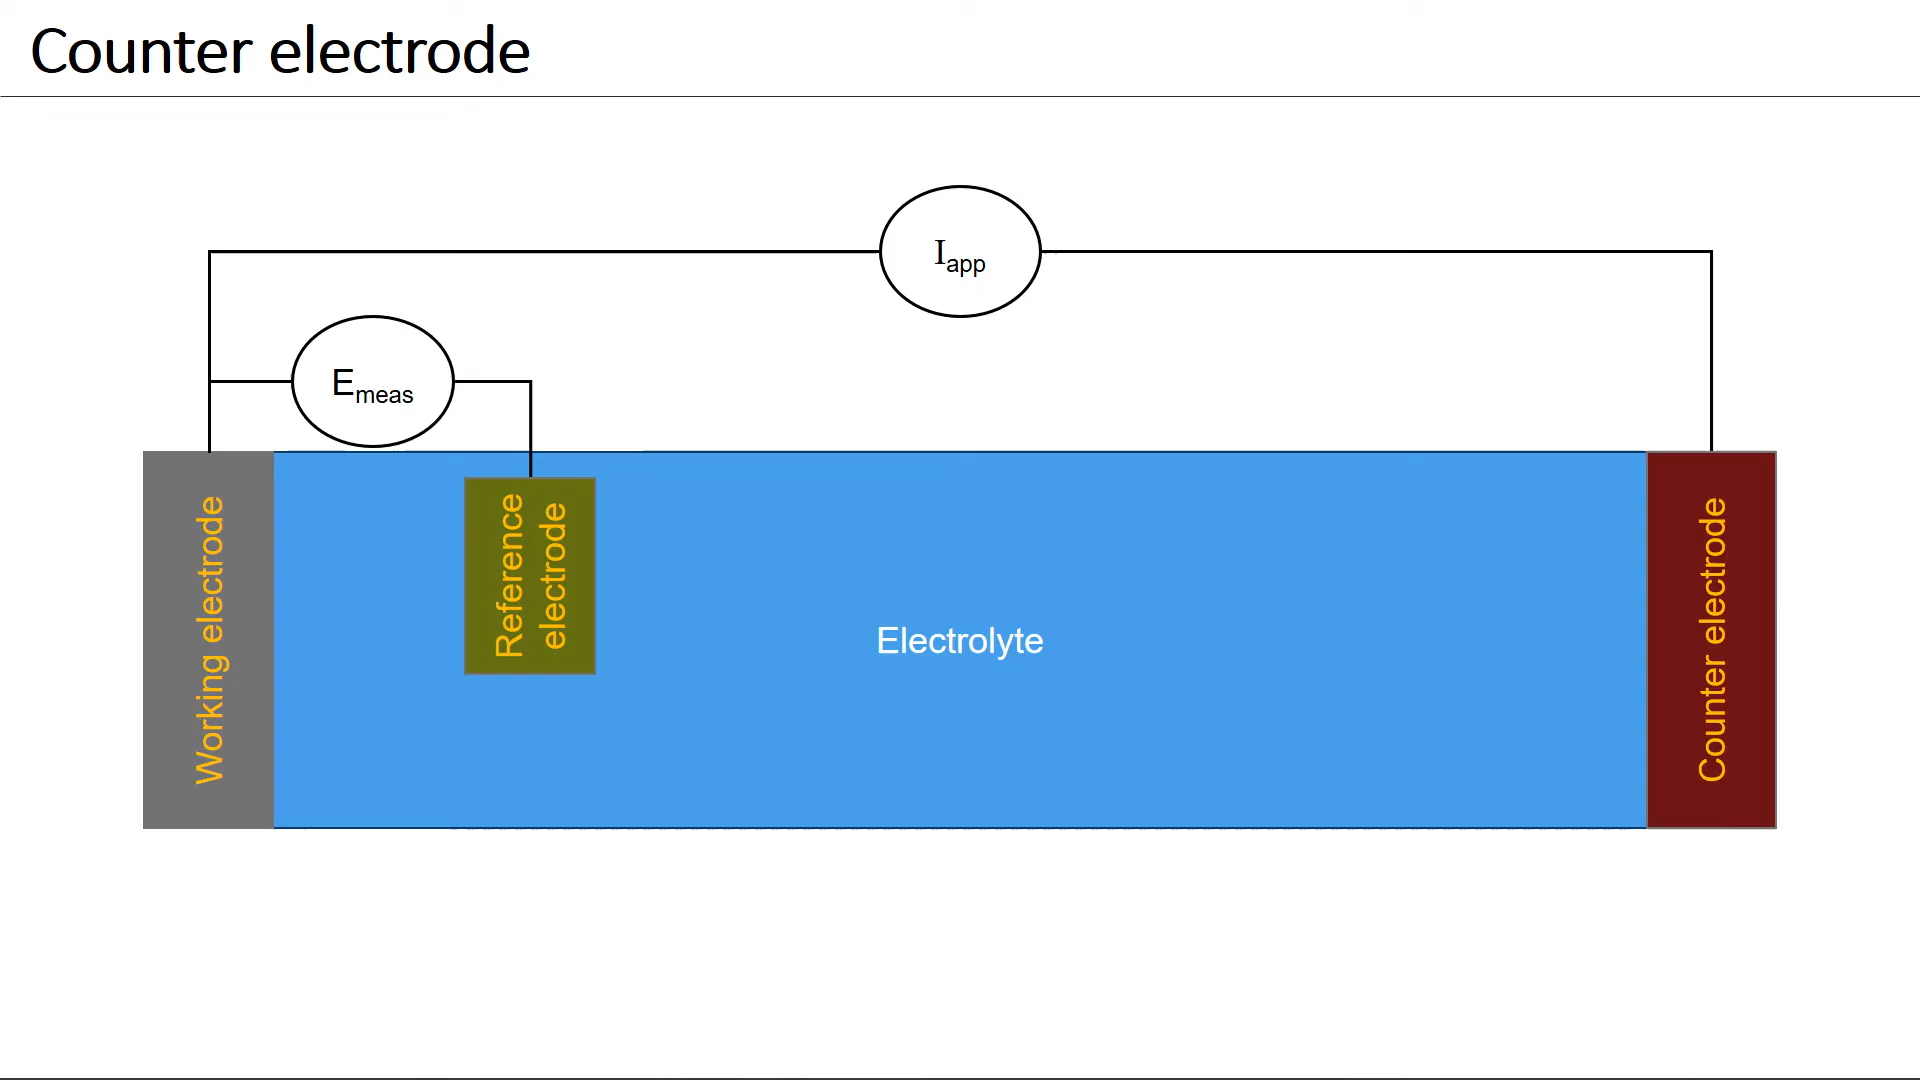 Counter electrode
Iapp
Emeas
Working electrode
Reference
electrode
Electrolyte
Counter electrode